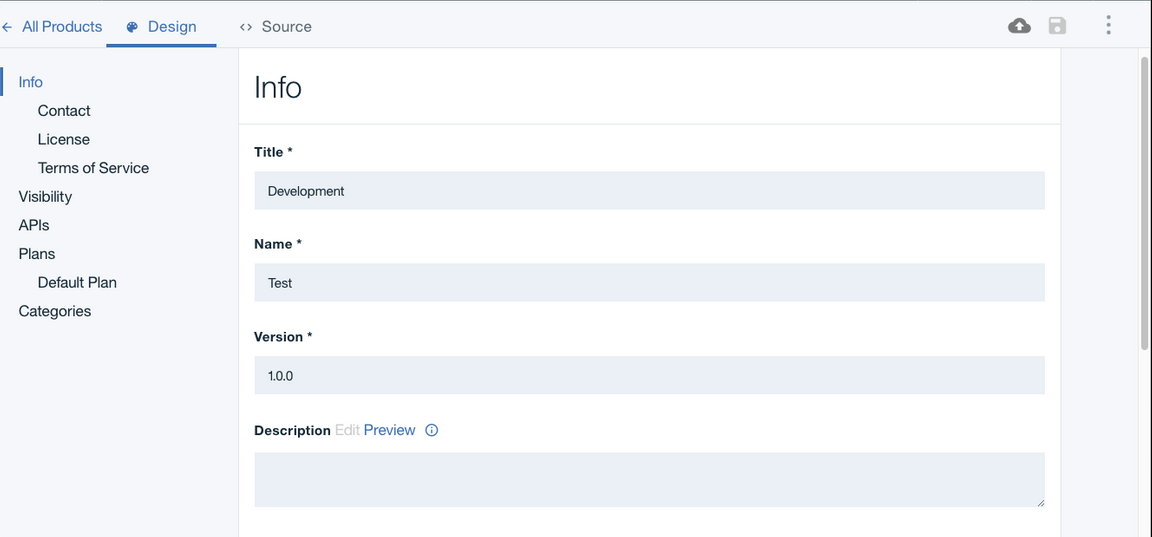 All Products Design Source
Info
Contact
License
Terms of Service
Visibility
APIs
Plans
Default Plan
Categories
Info
Title *
Development
Name *
Test
Version *
1.0.0
Description Edit Preview